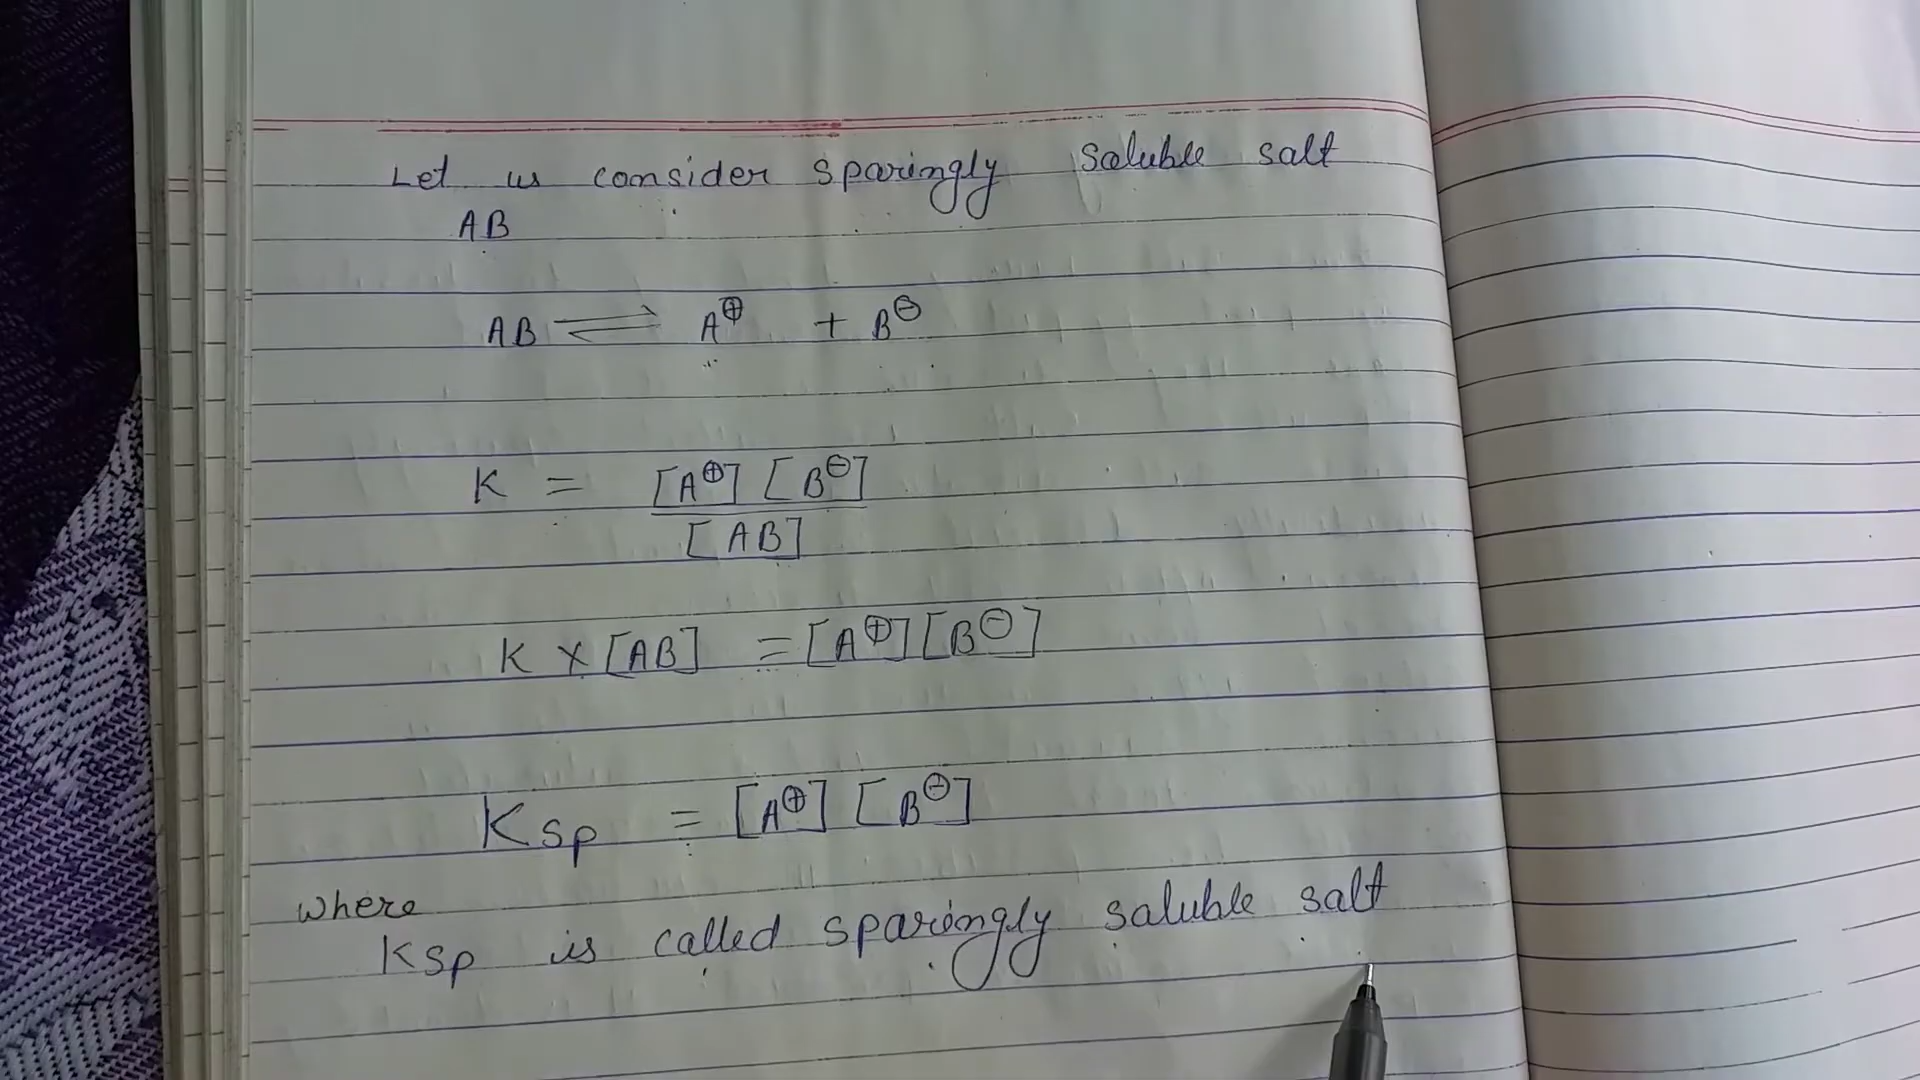 Let us consider sparingly soluble salt
AB
AB ⇌ A⊕ + B⊖
K = [A⊕] [B⊖]
[AB]
K × [AB] = [A⊕] [B⊖]
Ksp = [A⊕] [B⊖]
where
Ksp is called sparingly soluble salt